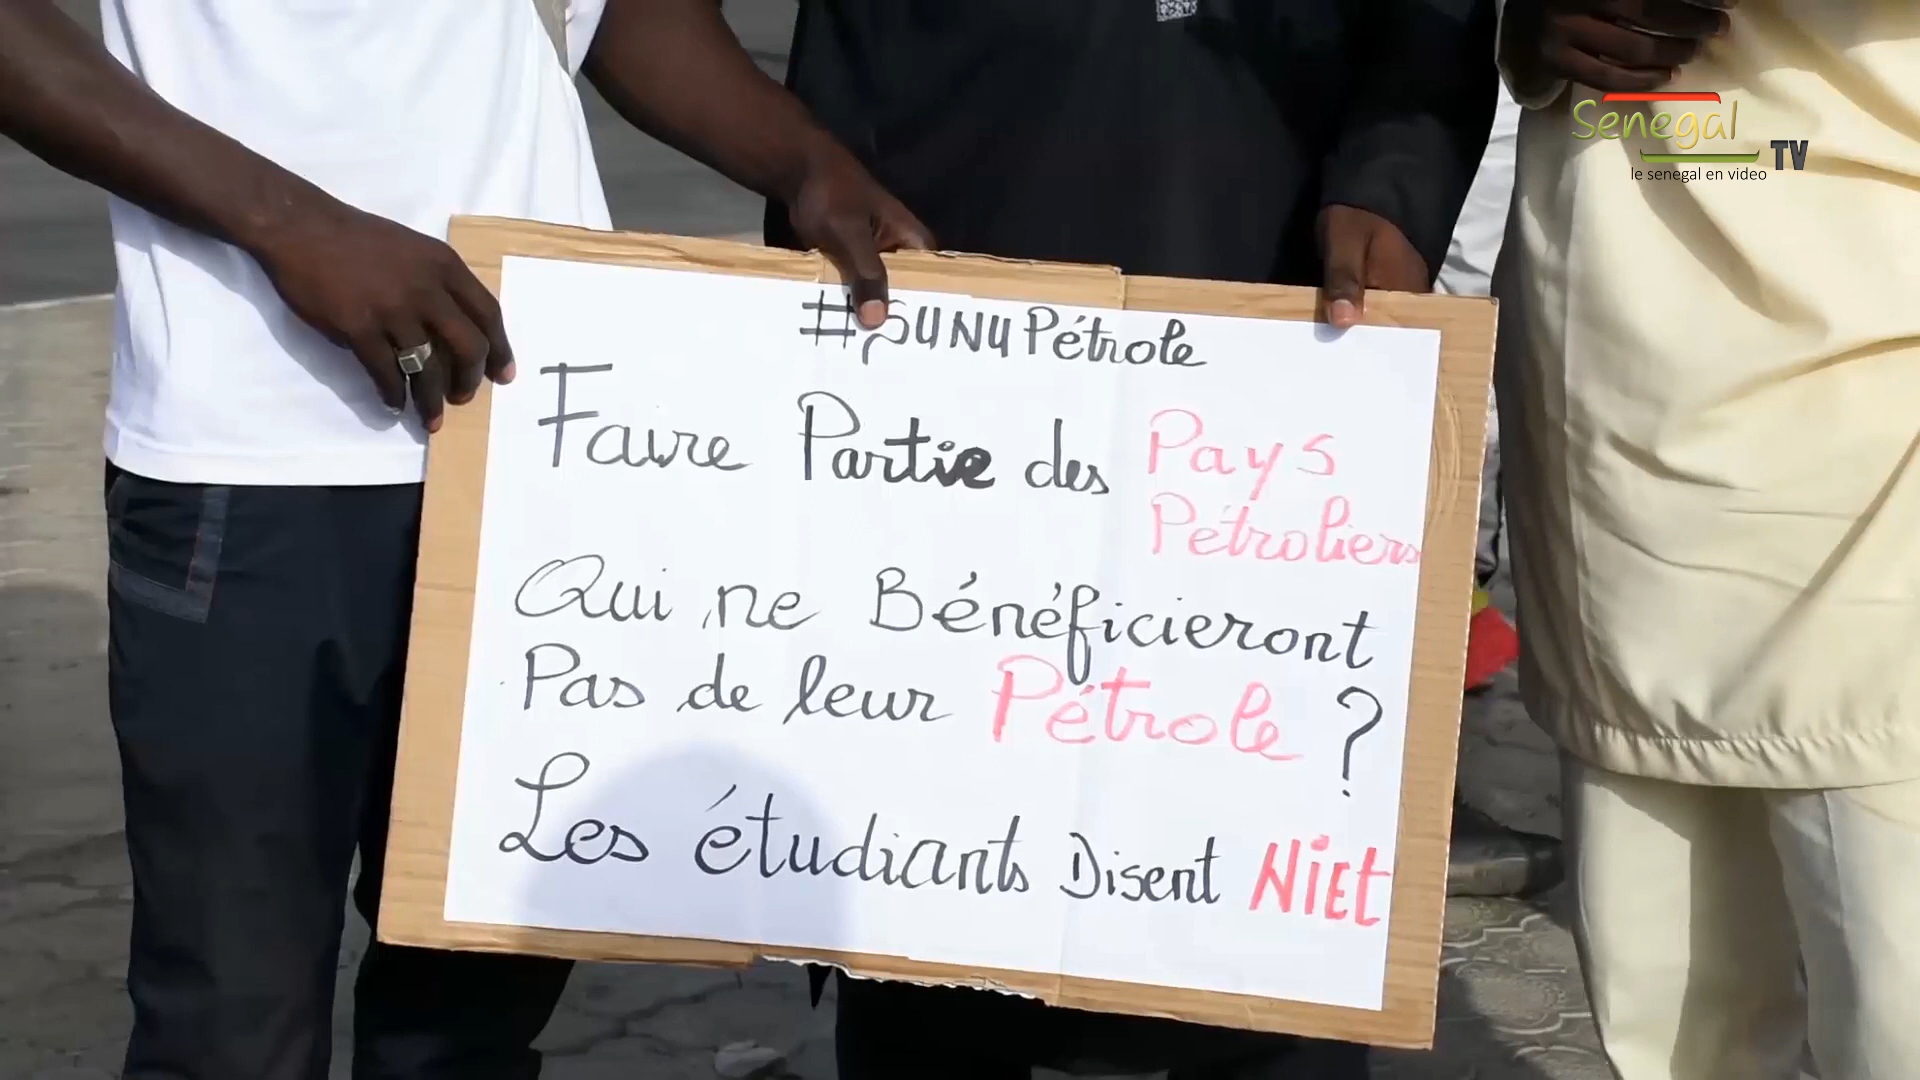 Senegal TV
le senegal en video
#SUNUPétrole
Faire Partie des Pays
Pétroliers
Qui ne Bénéficieront
Pas de leur Pétrole ?
Les étudiants Disent NiEt